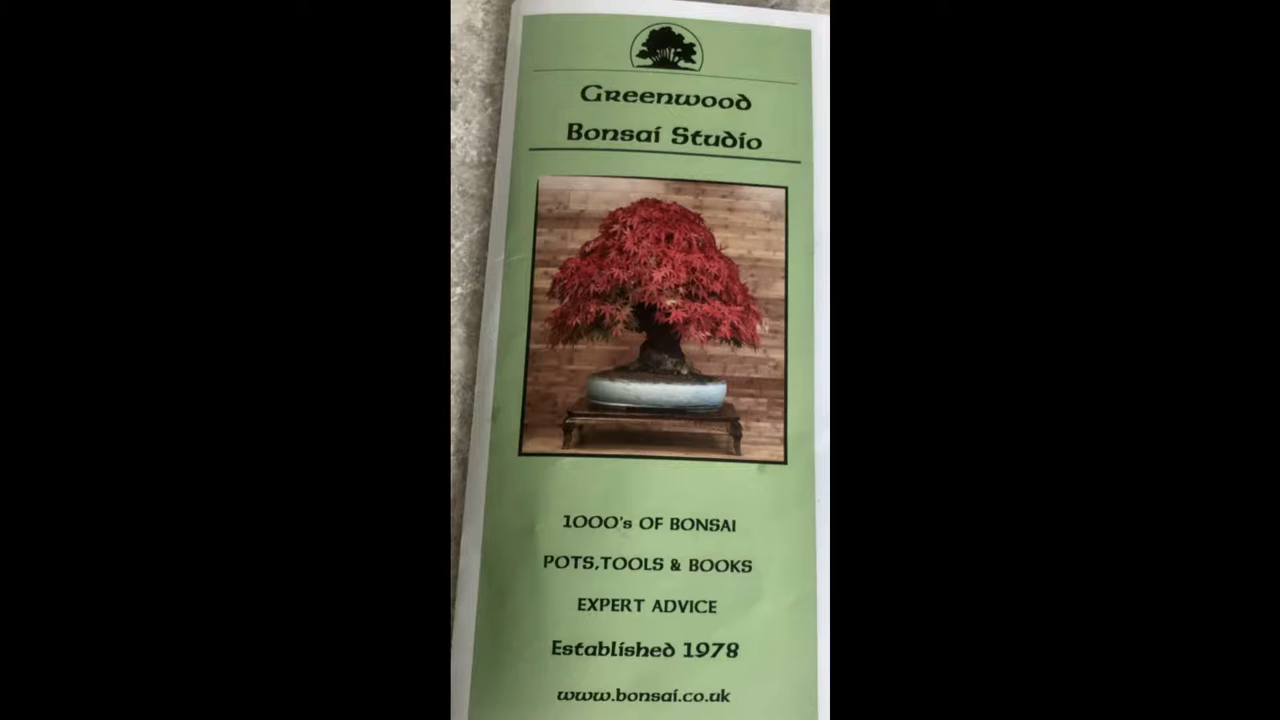 Greenwood
Bonsai Studio
1000's OF BONSAI
POTS,TOOLS & BOOKS
EXPERT ADVICE
Established 1978
www.bonsai.co.uk